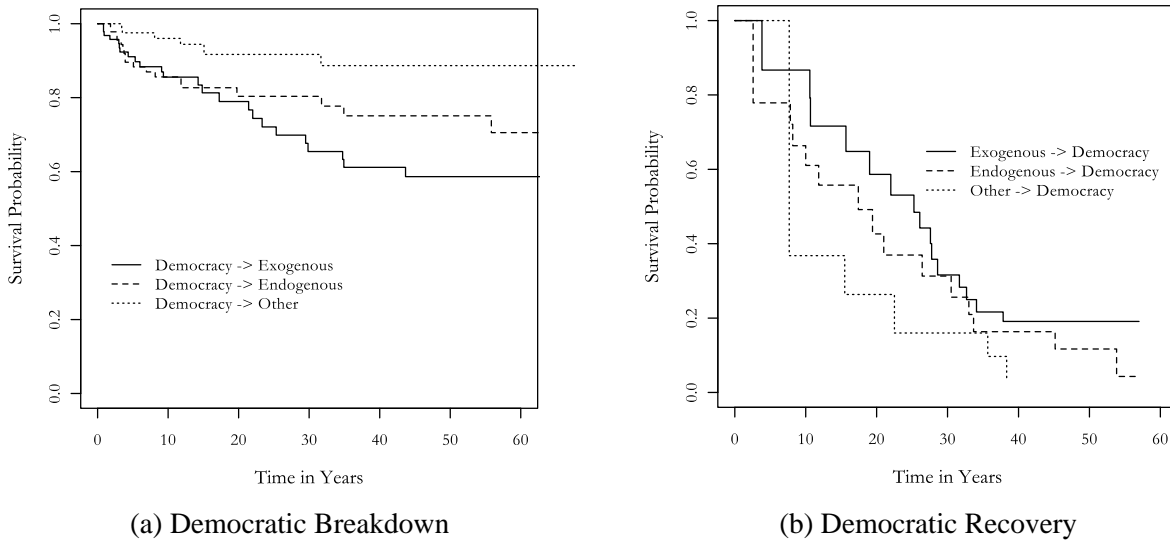 Survival Probability
1.0
0.8
0.6
0.4
0.2
0.0
Democracy -> Exogenous
Democracy -> Endogenous
Democracy -> Other
0 10 20 30 40 50 60
Time in Years
(a) Democratic Breakdown
Survival Probability
1.0
0.8
0.6
0.4
0.2
0.0
Exogenous -> Democracy
Endogenous -> Democracy
Other -> Democracy
0 10 20 30 40 50 60
Time in Years
(b) Democratic Recovery